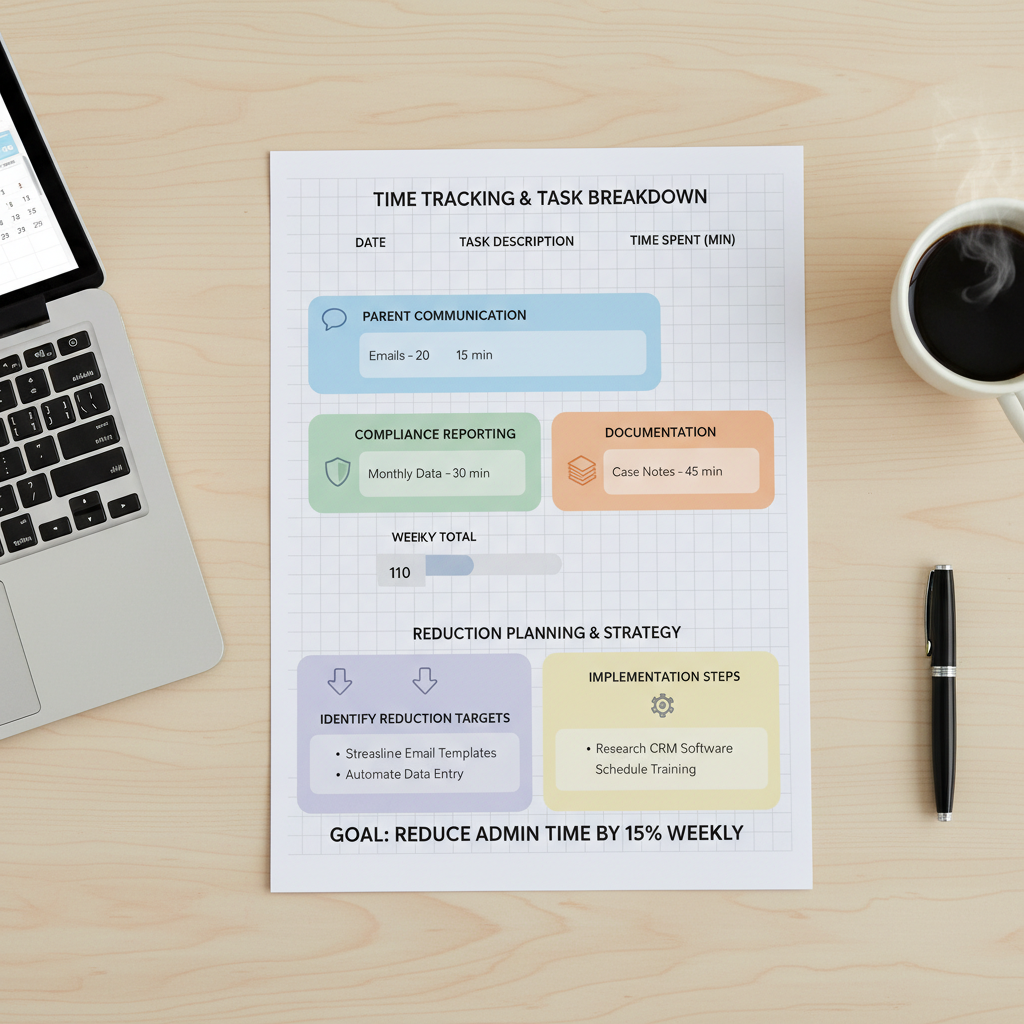 TIME TRACKING & TASK BREAKDOWN
DATE TASK DESCRIPTION TIME SPENT (MIN)
PARENT COMMUNICATION
Emails – 20 15 min
COMPLIANCE REPORTING
Monthly Data – 30 min
DOCUMENTATION
Case Notes – 45 min
WEEIKY TOTAL
110
REDUCTION PLANNING & STRATEGY
IDENTIFY REDUCTION TARGETS
• Streasline Email Templates
• Automate Data Entry
IMPLEMENTATION STEPS
• Research CRM Software
Schedule Training
GOAL: REDUCE ADMIN TIME BY 15% WEEKLY